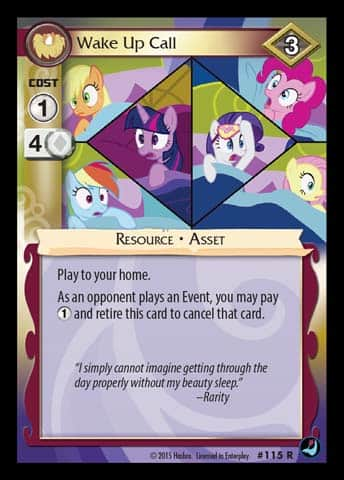 Wake Up Call
3
COST
1
4
RESOURCE • ASSET
Play to your home.
As an opponent plays an Event, you may pay
1 and retire this card to cancel that card.
"I simply cannot imagine getting through the
day properly without my beauty sleep."
–Rarity
© 2015 Hasbro. Licensed to Enterplay. #115 R